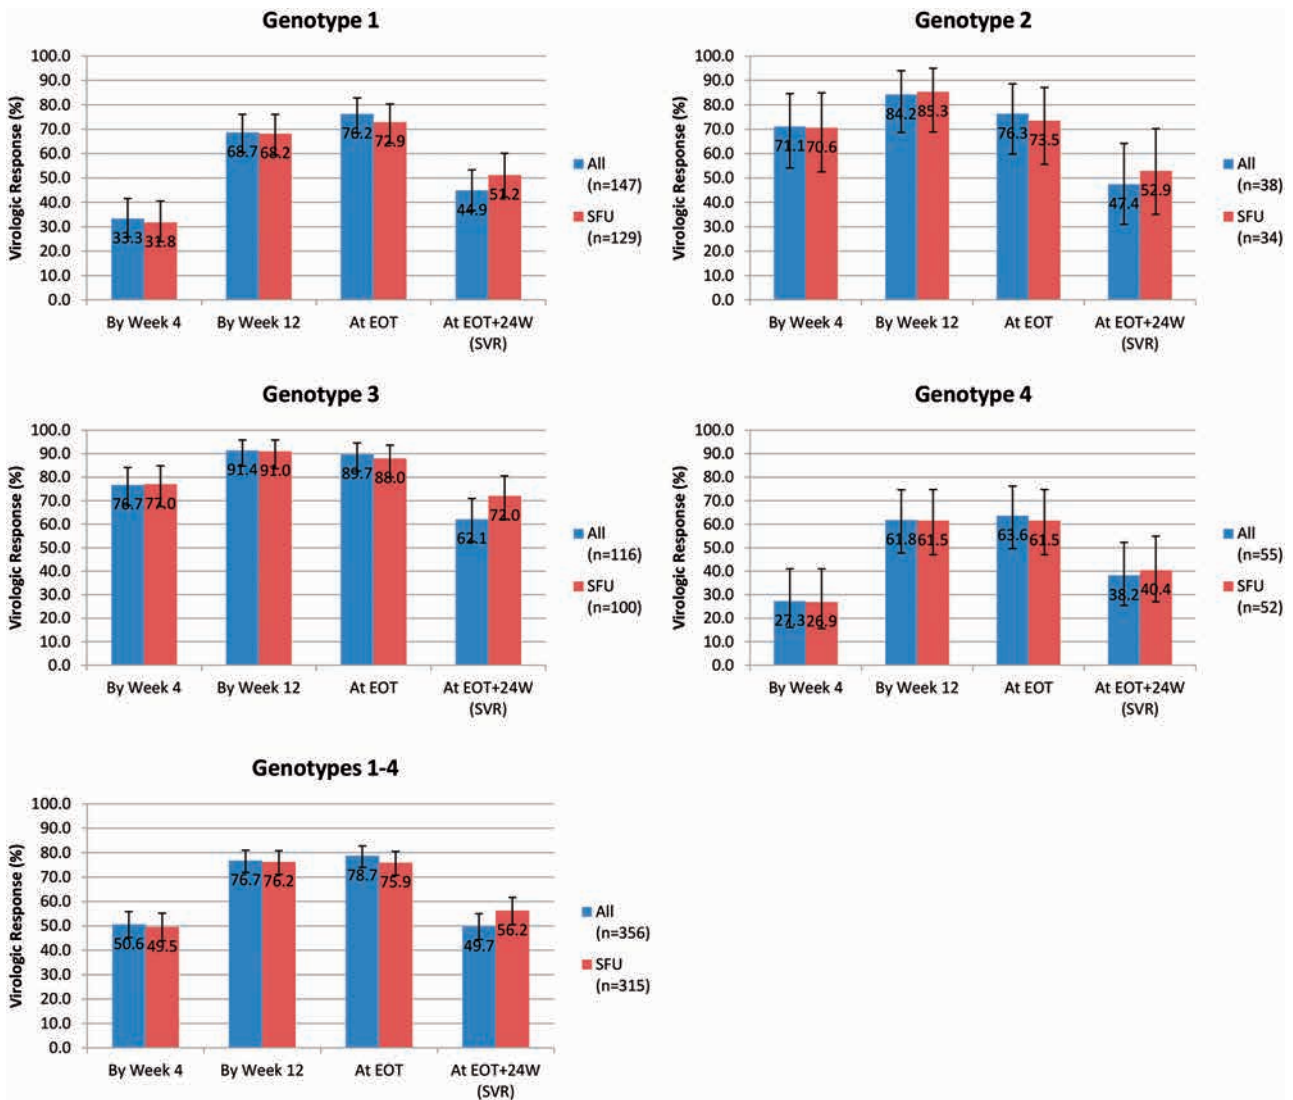 Genotype 1
Virologic Response (%)
100.0
90.0
80.0
70.0
60.0
50.0
40.0
30.0
20.0
10.0
0.0
33.3 31.8
68.7 68.2
76.2 72.9
44.9 51.2
By Week 4 By Week 12 At EOT At EOT+24W
(SVR)
All
(n=147)
SFU
(n=129)
Genotype 2
Virologic Response (%)
100.0
90.0
80.0
70.0
60.0
50.0
40.0
30.0
20.0
10.0
0.0
71.1 70.6
84.2 85.3
76.3 73.5
47.4 52.9
By Week 4 By Week 12 At EOT At EOT+24W
(SVR)
All
(n=38)
SFU
(n=34)
Genotype 3
Virologic Response (%)
100.0
90.0
80.0
70.0
60.0
50.0
40.0
30.0
20.0
10.0
0.0
76.7 77.0
91.4 91.0
89.7 88.0
62.1 72.0
By Week 4 By Week 12 At EOT At EOT+24W
(SVR)
All
(n=116)
SFU
(n=100)
Genotype 4
Virologic Response (%)
100.0
90.0
80.0
70.0
60.0
50.0
40.0
30.0
20.0
10.0
0.0
27.3 26.9
61.8 61.5
63.6 61.5
38.2 40.4
By Week 4 By Week 12 At EOT At EOT+24W
(SVR)
All
(n=55)
SFU
(n=52)
Genotypes 1-4
Virologic Response (%)
100.0
90.0
80.0
70.0
60.0
50.0
40.0
30.0
20.0
10.0
0.0
50.6 49.5
76.7 76.2
78.7 75.9
49.7 56.2
By Week 4 By Week 12 At EOT At EOT+24W
(SVR)
All
(n=356)
SFU
(n=315)